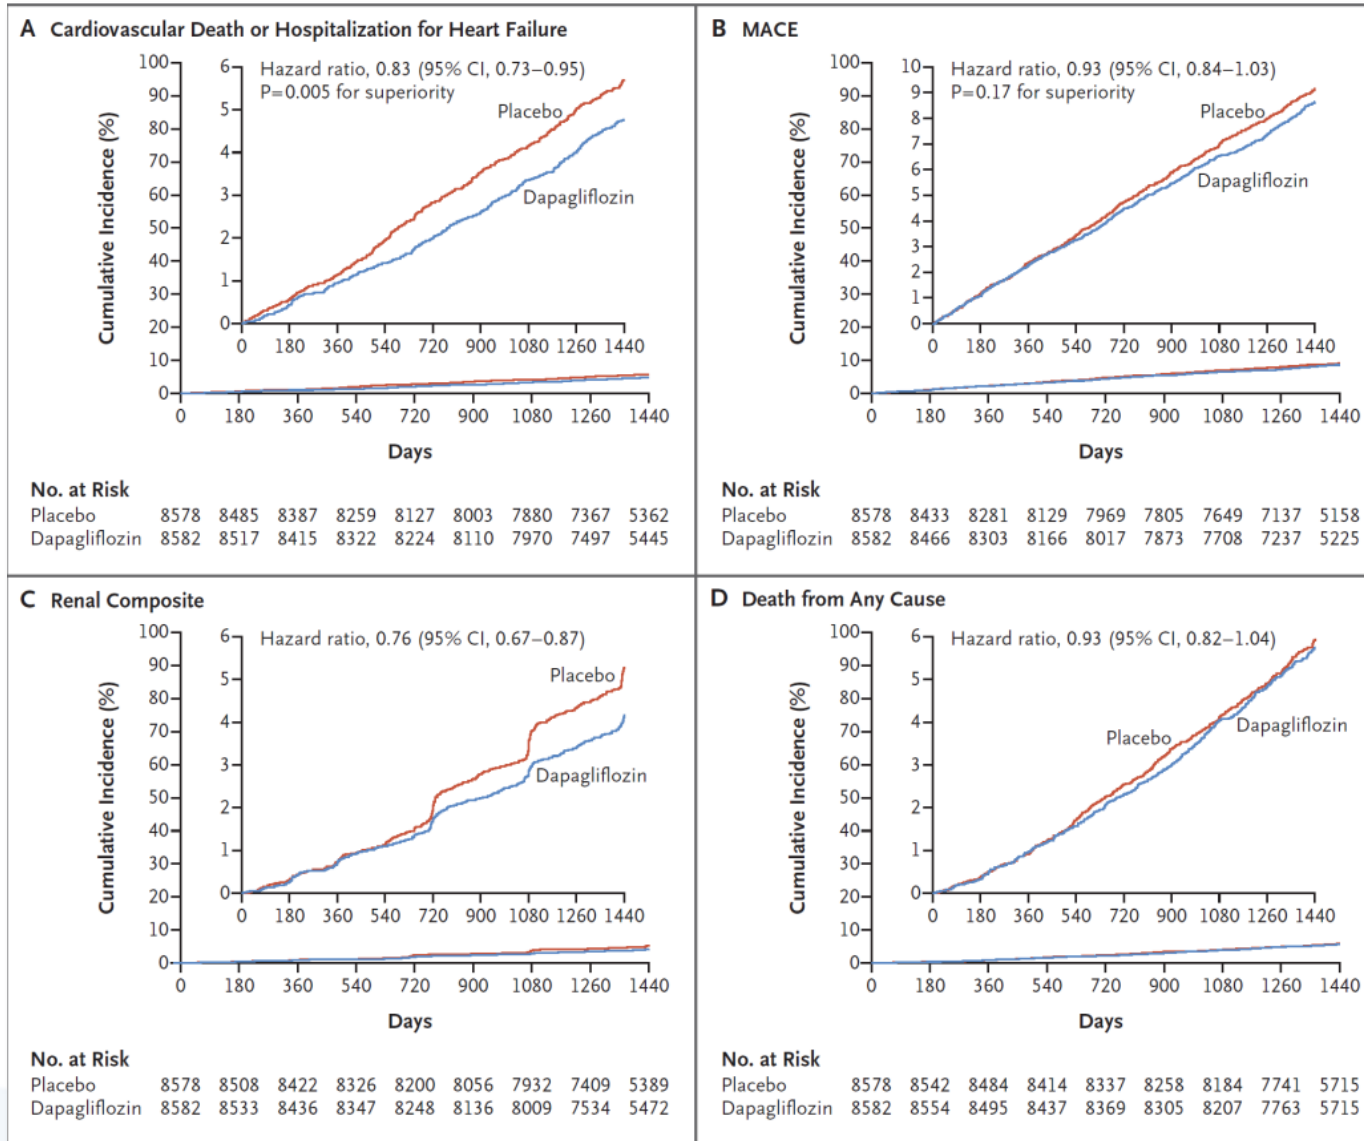 A Cardiovascular Death or Hospitalization for Heart Failure
Cumulative Incidence (%)
100
90
80
70
60
50
40
30
20
10
0
6
5
4
3
2
1
0
Hazard ratio, 0.83 (95% CI, 0.73–0.95)
P=0.005 for superiority
Placebo
Dapagliflozin
0 180 360 540 720 900 1080 1260 1440
0 180 360 540 720 900 1080 1260 1440
Days
No. at Risk
Placebo 8578 8485 8387 8259 8127 8003 7880 7367 5362
Dapagliflozin 8582 8517 8415 8322 8224 8110 7970 7497 5445
B MACE
Cumulative Incidence (%)
100
90
80
70
60
50
40
30
20
10
0
10
9
8
7
6
5
4
3
2
1
0
Hazard ratio, 0.93 (95% CI, 0.84–1.03)
P=0.17 for superiority
Placebo
Dapagliflozin
0 180 360 540 720 900 1080 1260 1440
0 180 360 540 720 900 1080 1260 1440
Days
No. at Risk
Placebo 8578 8433 8281 8129 7969 7805 7649 7137 5158
Dapagliflozin 8582 8466 8303 8166 8017 7873 7708 7237 5225
C Renal Composite
Cumulative Incidence (%)
100
90
80
70
60
50
40
30
20
10
0
6
5
4
3
2
1
0
Hazard ratio, 0.76 (95% CI, 0.67–0.87)
Placebo
Dapagliflozin
0 180 360 540 720 900 1080 1260 1440
0 180 360 540 720 900 1080 1260 1440
Days
No. at Risk
Placebo 8578 8508 8422 8326 8200 8056 7932 7409 5389
Dapagliflozin 8582 8533 8436 8347 8248 8136 8009 7534 5472
D Death from Any Cause
Cumulative Incidence (%)
100
90
80
70
60
50
40
30
20
10
0
6
5
4
3
2
1
0
Hazard ratio, 0.93 (95% CI, 0.82–1.04)
Placebo
Dapagliflozin
0 180 360 540 720 900 1080 1260 1440
0 180 360 540 720 900 1080 1260 1440
Days
No. at Risk
Placebo 8578 8542 8484 8414 8337 8258 8184 7741 5715
Dapagliflozin 8582 8554 8495 8437 8369 8305 8207 7763 5715